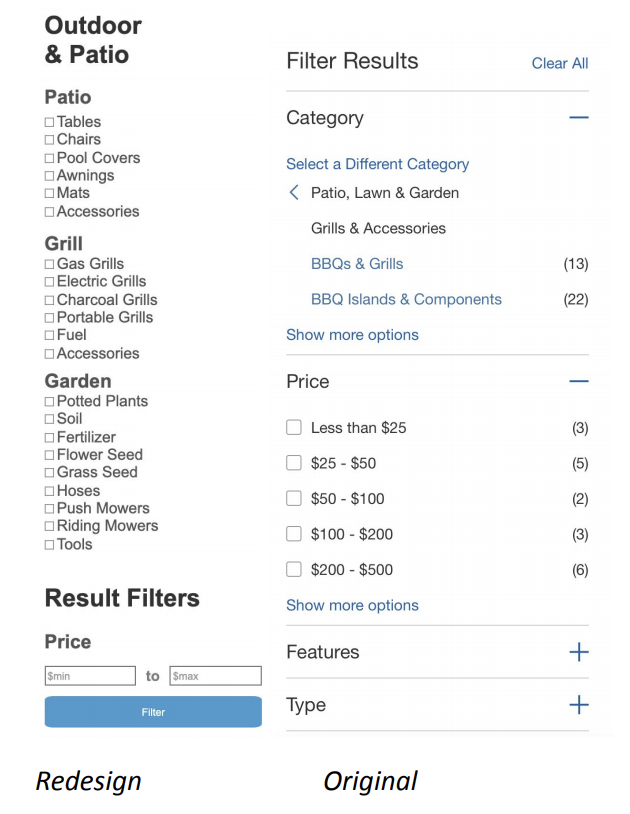 Outdoor
& Patio
Patio
Tables
Chairs
Pool Covers
Awnings
Mats
Accessories
Grill
Gas Grills
Electric Grills
Charcoal Grills
Portable Grills
Fuel
Accessories
Garden
Potted Plants
Soil
Fertilizer
Flower Seed
Grass Seed
Hoses
Push Mowers
Riding Mowers
Tools
Result Filters
Price
$min to $max
Filter
Redesign
Filter Results Clear All
Category
Select a Different Category
Patio, Lawn & Garden
Grills & Accessories
BBQs & Grills (13)
BBQ Islands & Components (22)
Show more options
Price
Less than $25 (3)
$25 - $50 (5)
$50 - $100 (2)
$100 - $200 (3)
$200 - $500 (6)
Show more options
Features
Type
Original